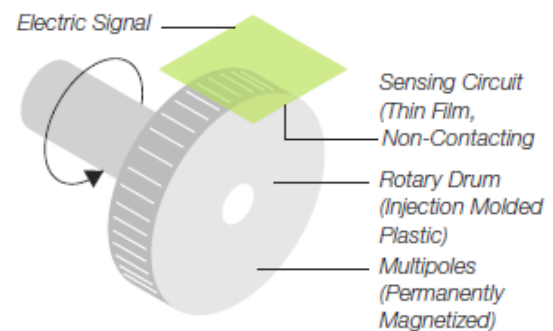 Electric Signal
Sensing Circuit
(Thin Film,
Non-Contacting
Rotary Drum
(Injection Molded
Plastic)
Multipoles
(Permanently
Magnetized)